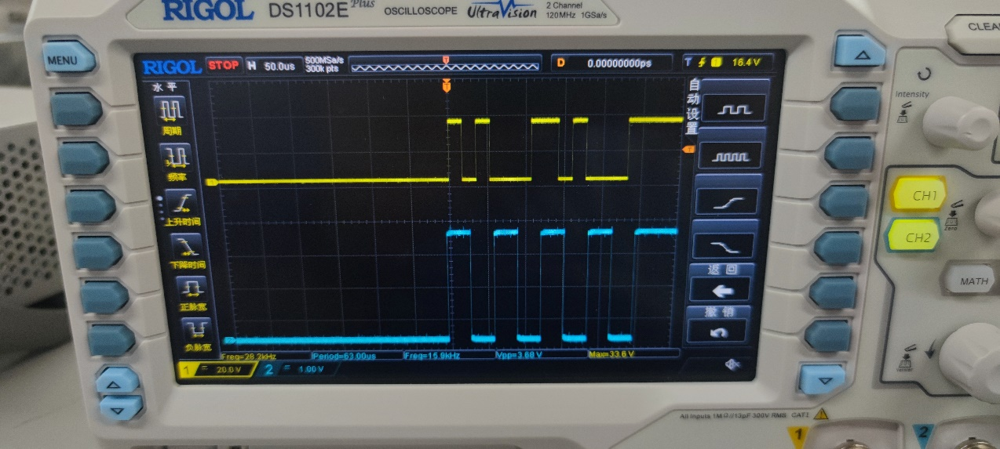 RIGOL DS1102E Plus OSCILLOSCOPE UltraVision 2 Channel
120MHz 1GSa/s
CLEA
MENU
RIGOL STOP H 50.0us 500MSa/s
300k pts
T
D 0.00000000ps T 1 16.4 V
水平
周期
频率
上升时间
下降时间
正脉宽
负脉宽
自动设置
返回
撤销
Freq=28.2kHz Period=63.00us Freq=15.9kHz Vpp=3.68 V Max=33.6 V
1 = 20.0 V 2 = 1.00 V
Intensity
CH1
CH2
Zero
MATH
All Inputs 1MΩ//13pF 300V RMS CAT I
1 2